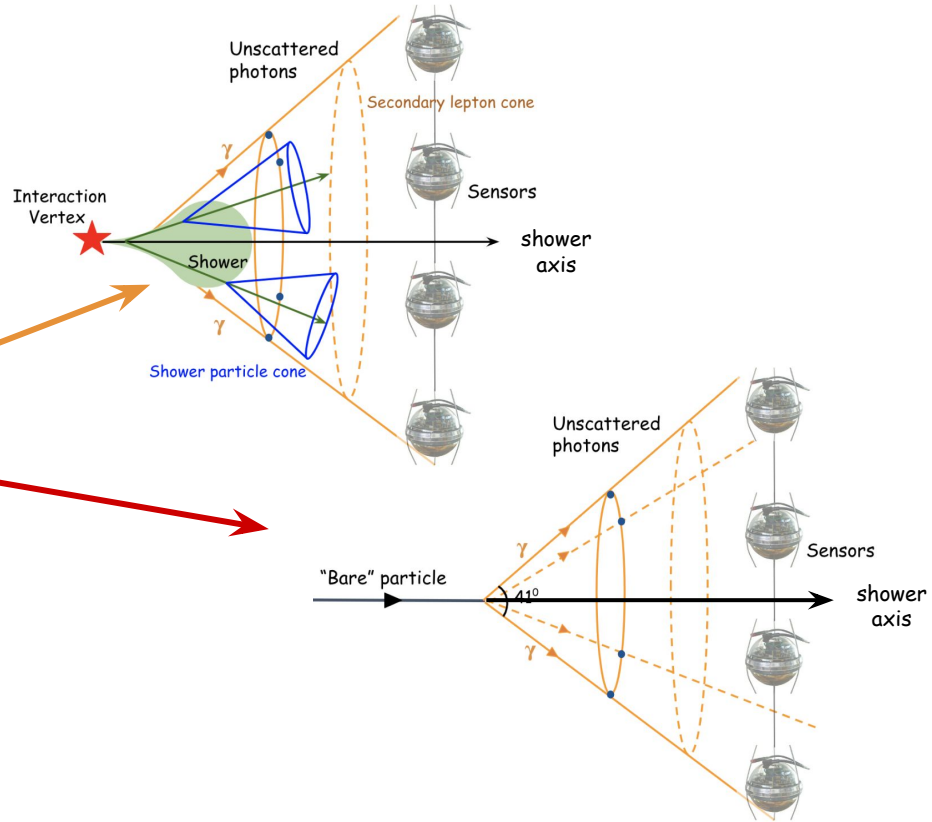 Unscattered
photons
Secondary lepton cone
γ
Sensors
Interaction
Vertex
shower
axis
Shower
γ
Shower particle cone
Unscattered
photons
γ
Sensors
"Bare" particle
41⁰
shower
axis
γ